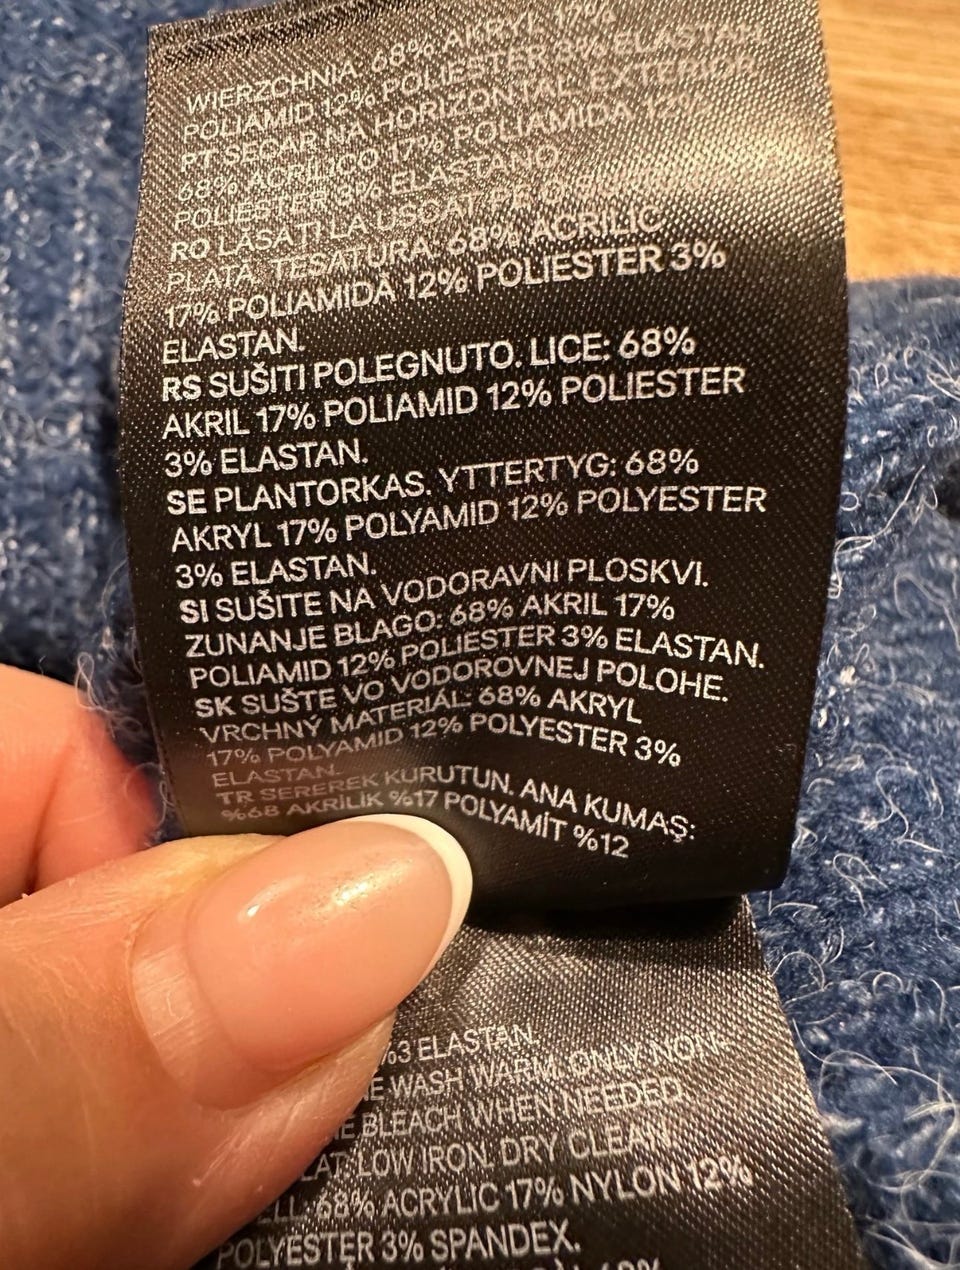 WIERZCHNIA: 68% AKRYL 17%
POLIAMID 12% POLIESTER 3% ELASTAN.
PT SECAR NA HORIZONTAL. EXTERIOR:
68% ACRÍLICO 17% POLIAMIDA 12%
POLIÉSTER 3% ELASTANO.
RO LĂSAȚI LA USCAT PE O
PLATĂ. ȚESĂTURĂ: 68% ACRILIC
17% POLIAMIDĂ 12% POLIESTER 3%
ELASTAN.
RS SUŠITI POLEGNUTO. LICE: 68%
AKRIL 17% POLIAMID 12% POLIESTER
3% ELASTAN.
SE PLANTORKAS. YTTERTYG: 68%
AKRYL 17% POLYAMID 12% POLYESTER
3% ELASTAN.
SI SUŠITE NA VODORAVNI PLOSKVI.
ZUNANJE BLAGO: 68% AKRIL 17%
POLIAMID 12% POLIESTER 3% ELASTAN.
SK SUŠTE VO VODOROVNEJ POLOHE.
VRCHNÝ MATERIÁL: 68% AKRYL
17% POLYAMID 12% POLYESTER 3%
ELASTAN.
TR SEREREK KURUTUN. ANA KUMAŞ:
%68 AKRİLİK %17 POLYAMİT %12
%3 ELASTAN.
WASH WARM. ONLY NON-
BLEACH WHEN NEEDED.
LOW IRON. DRY CLEAN.
68% ACRYLIC 17% NYLON 12%
POLYESTER 3% SPANDEX.